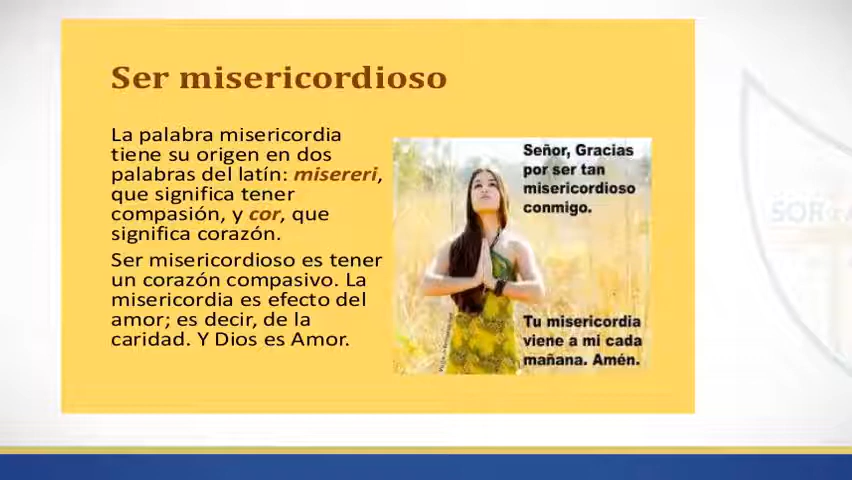 Ser misericordioso
La palabra misericordia
tiene su origen en dos
palabras del latín: misereri,
que significa tener
compasión, y cor, que
significa corazón.
Ser misericordioso es tener
un corazón compasivo. La
misericordia es efecto del
amor; es decir, de la
caridad. Y Dios es Amor.
Señor, Gracias
por ser tan
misericordioso
conmigo.
Tu misericordia
viene a mi cada
mañana. Amén.
SOR